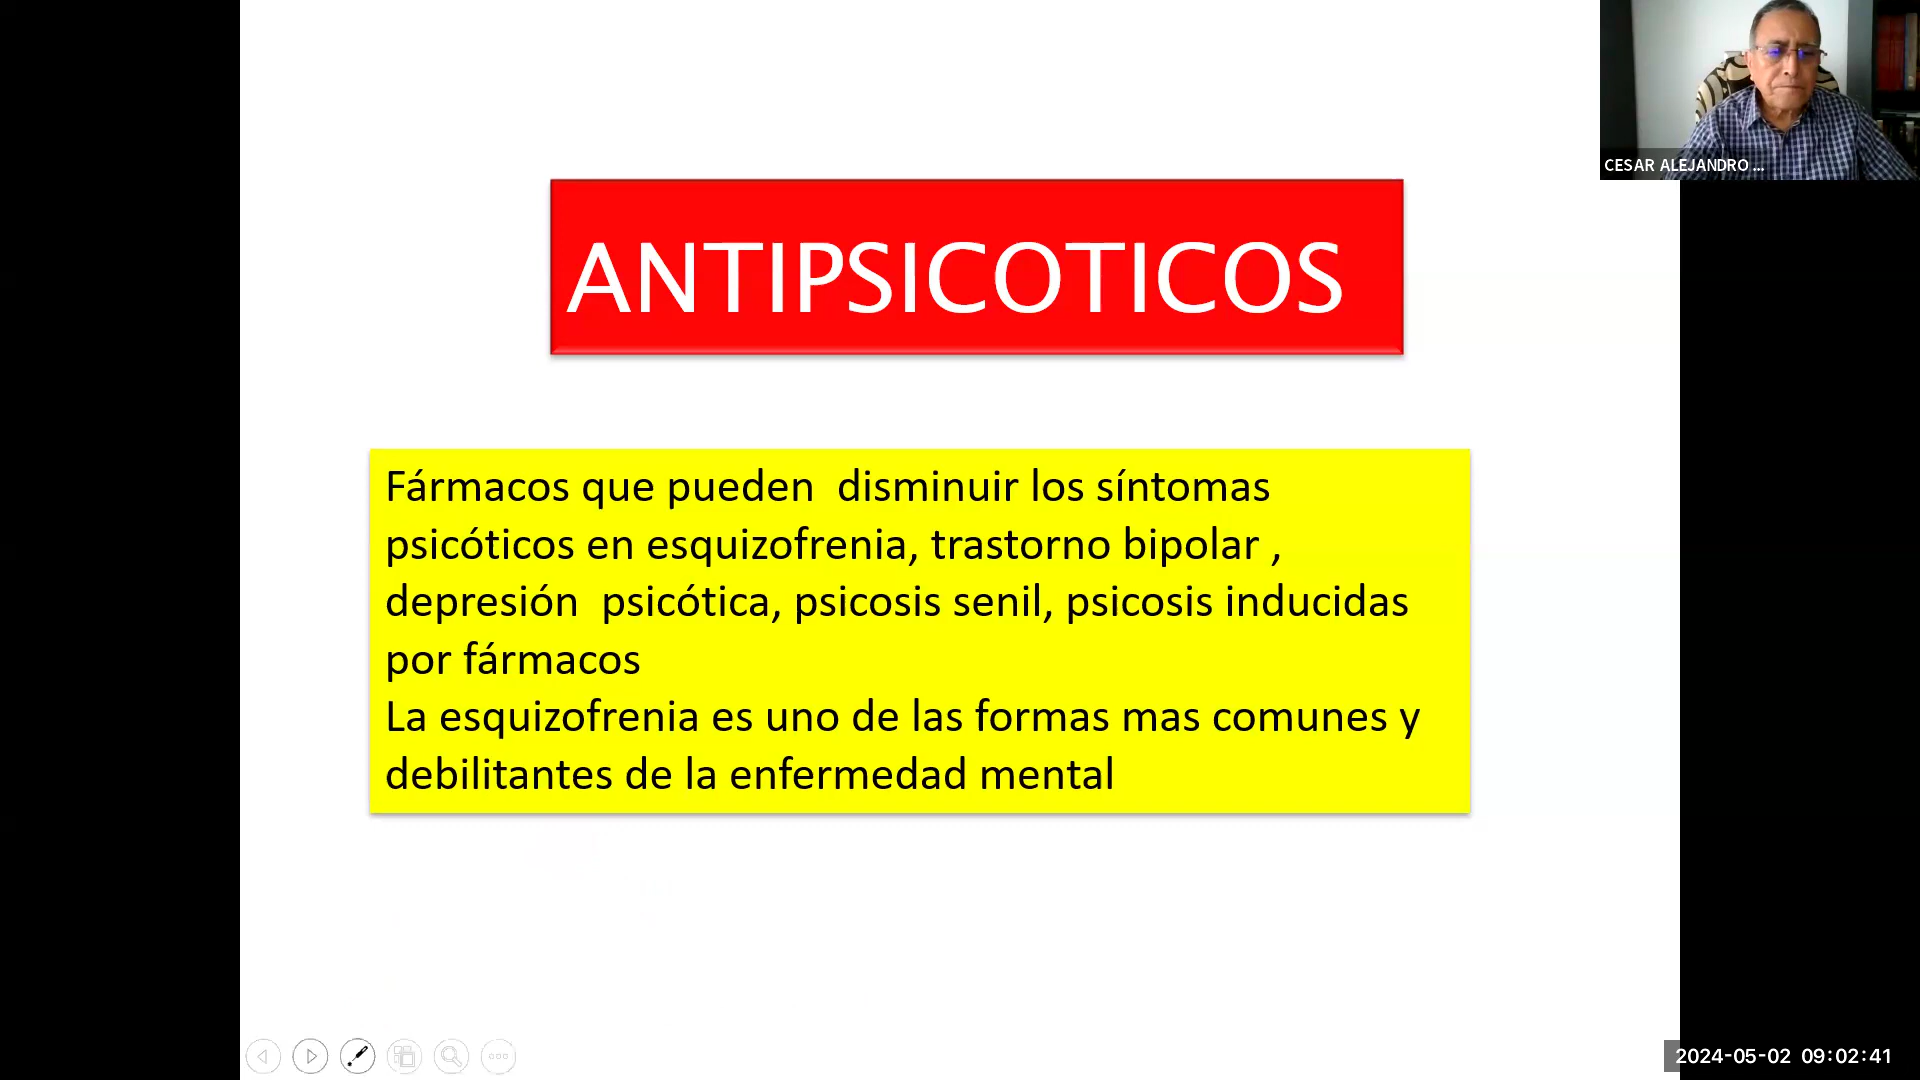 CESAR ALEJANDRO ...
ANTIPSICOTICOS
Fármacos que pueden  disminuir los síntomas
psicóticos en esquizofrenia, trastorno bipolar ,
depresión  psicótica, psicosis senil, psicosis inducidas
por fármacos
La esquizofrenia es uno de las formas mas comunes y
debilitantes de la enfermedad mental
2024-05-02 09:02:41